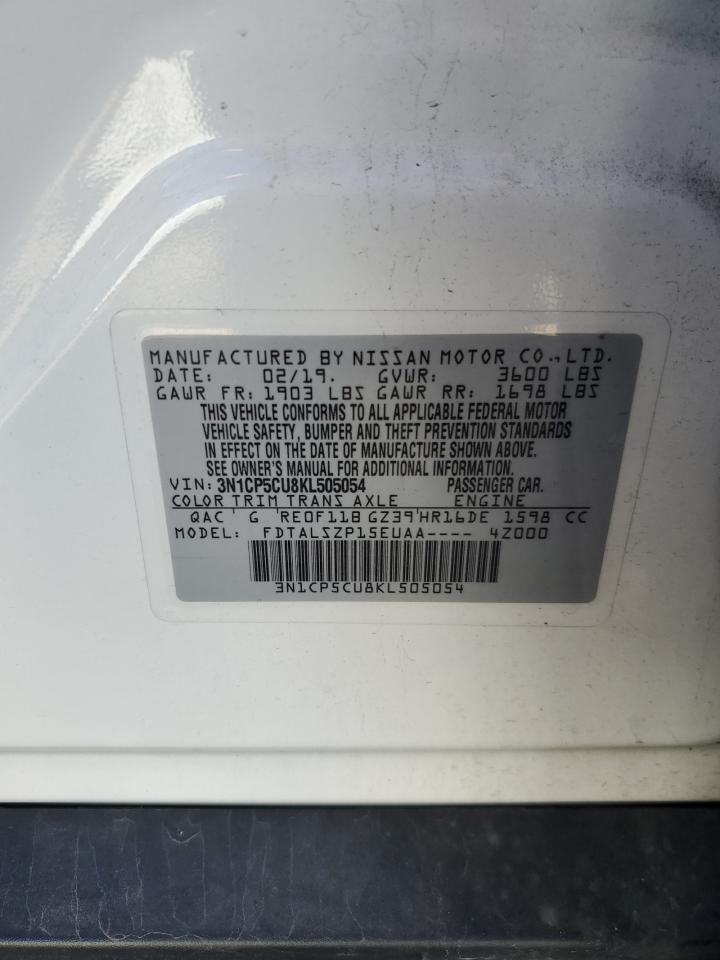 MANUFACTURED BY NISSAN MOTOR CO., LTD.
DATE: 02/19. GVWR: 3600 LBS
GAWR FR: 1903 LBS GAWR RR: 1698 LBS
THIS VEHICLE CONFORMS TO ALL APPLICABLE FEDERAL MOTOR
VEHICLE SAFETY, BUMPER AND THEFT PREVENTION STANDARDS
IN EFFECT ON THE DATE OF MANUFACTURE SHOWN ABOVE.
SEE OWNER'S MANUAL FOR ADDITIONAL INFORMATION.
VIN: 3N1CP5CU8KL505054 PASSENGER CAR.
COLOR TRIM TRANS AXLE ENGINE
QAC G RE0F11B GZ39 HR16DE 1598 CC
MODEL: FDTALSZP15EUAA---- 4Z000
3N1CP5CU8KL505054